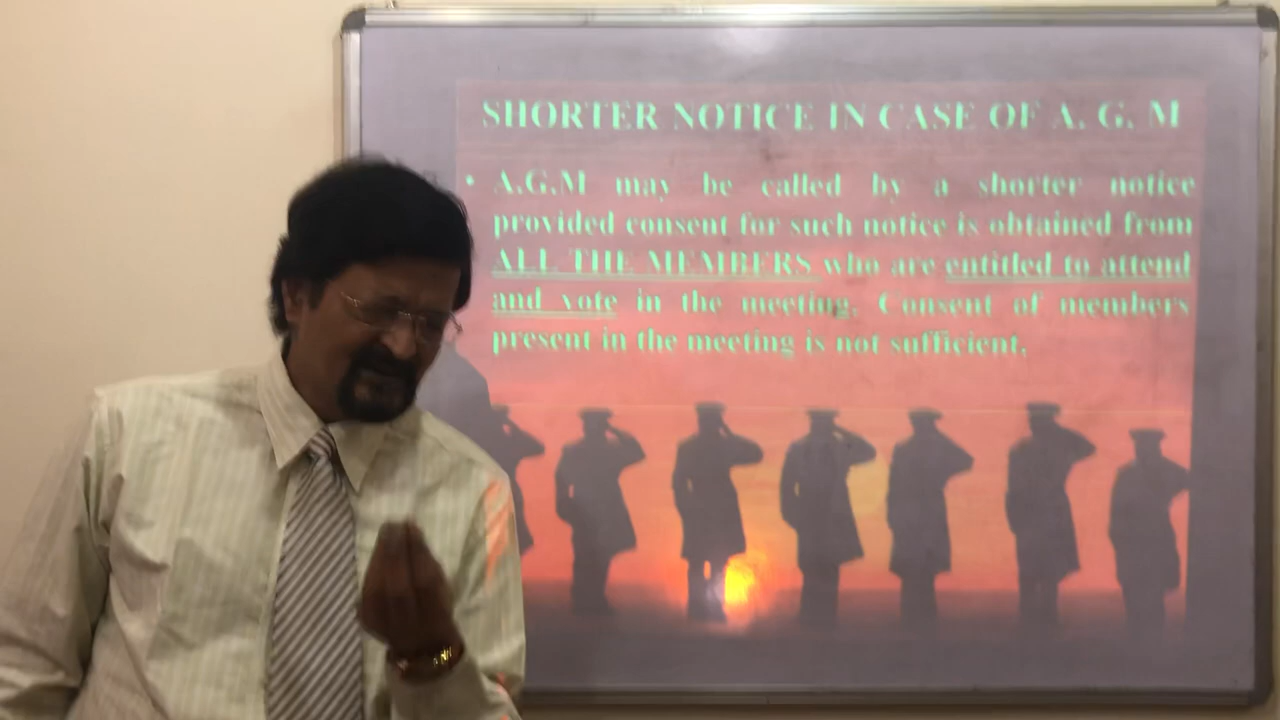 SHORTER NOTICE IN CASE OF A. G. M
• A.G.M may be called by a shorter notice
provided consent for such notice is obtained from
ALL THE MEMBERS who are entitled to attend
and vote in the meeting. Consent of members
present in the meeting is not sufficient.